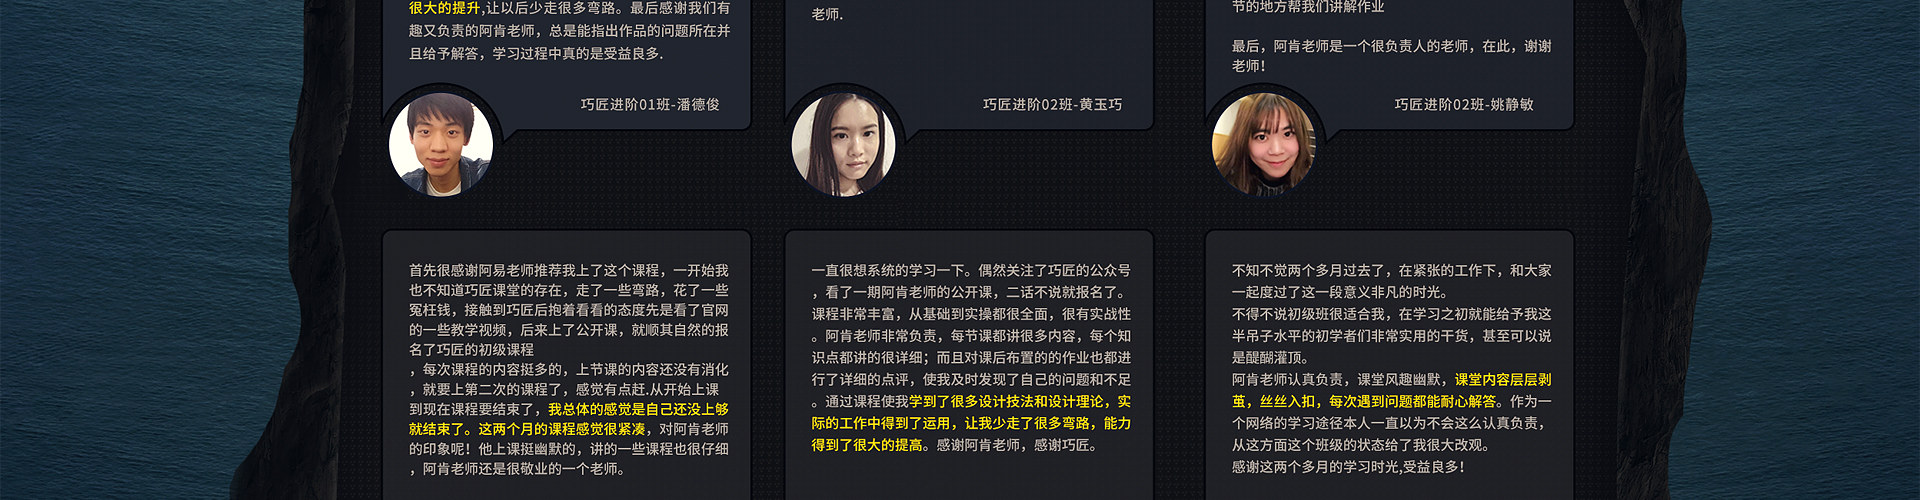 很大的提升,让以后少走很多弯路。最后感谢我们有
趣又负责的阿肯老师，总是能指出作品的问题所在并
且给予解答，学习过程中真的是受益良多.
巧匠进阶01班-潘德俊
老师.
巧匠进阶02班-黄玉巧
节的地方帮我们讲解作业
最后，阿肯老师是一个很负责人的老师，在此，谢谢
老师！
巧匠进阶02班-姚静敏
首先很感谢阿易老师推荐我上了这个课程，一开始我
也不知道巧匠课堂的存在，走了一些弯路，花了一些
冤枉钱，接触到巧匠后抱着看看的态度先是看了官网
的一些教学视频，后来上了公开课，就顺其自然的报
名了巧匠的初级课程
，每次课程的内容挺多的，上节课的内容还没有消化
，就要上第二次的课程了，感觉有点赶.从开始上课
到现在课程要结束了，我总体的感觉是自己还没上够
就结束了。这两个月的课程感觉很紧凑，对阿肯老师
的印象呢！他上课挺幽默的，讲的一些课程也很仔细
，阿肯老师还是很敬业的一个老师。
一直很想系统的学习一下。偶然关注了巧匠的公众号
，看了一期阿肯老师的公开课，二话不说就报名了。
课程非常丰富，从基础到实操都很全面，很有实战性
。阿肯老师非常负责，每节课都讲很多内容，每个知
识点都讲的很详细；而且对课后布置的的作业也都进
行了详细的点评，使我及时发现了自己的问题和不足
。通过课程使我学到了很多设计技法和设计理论，实
际的工作中得到了运用，让我少走了很多弯路，能力
得到了很大的提高。感谢阿肯老师，感谢巧匠。
不知不觉两个多月过去了，在紧张的工作下，和大家
一起度过了这一段意义非凡的时光。
不得不说初级班很适合我，在学习之初就能给予我这
半吊子水平的初学者们非常实用的干货，甚至可以说
是醍醐灌顶。
阿肯老师认真负责，课堂风趣幽默，课堂内容层层剥
茧，丝丝入扣，每次遇到问题都能耐心解答。作为一
个网络的学习途径本人一直以为不会这么认真负责，
从这方面这个班级的状态给了我很大改观。
感谢这两个多月的学习时光,受益良多！